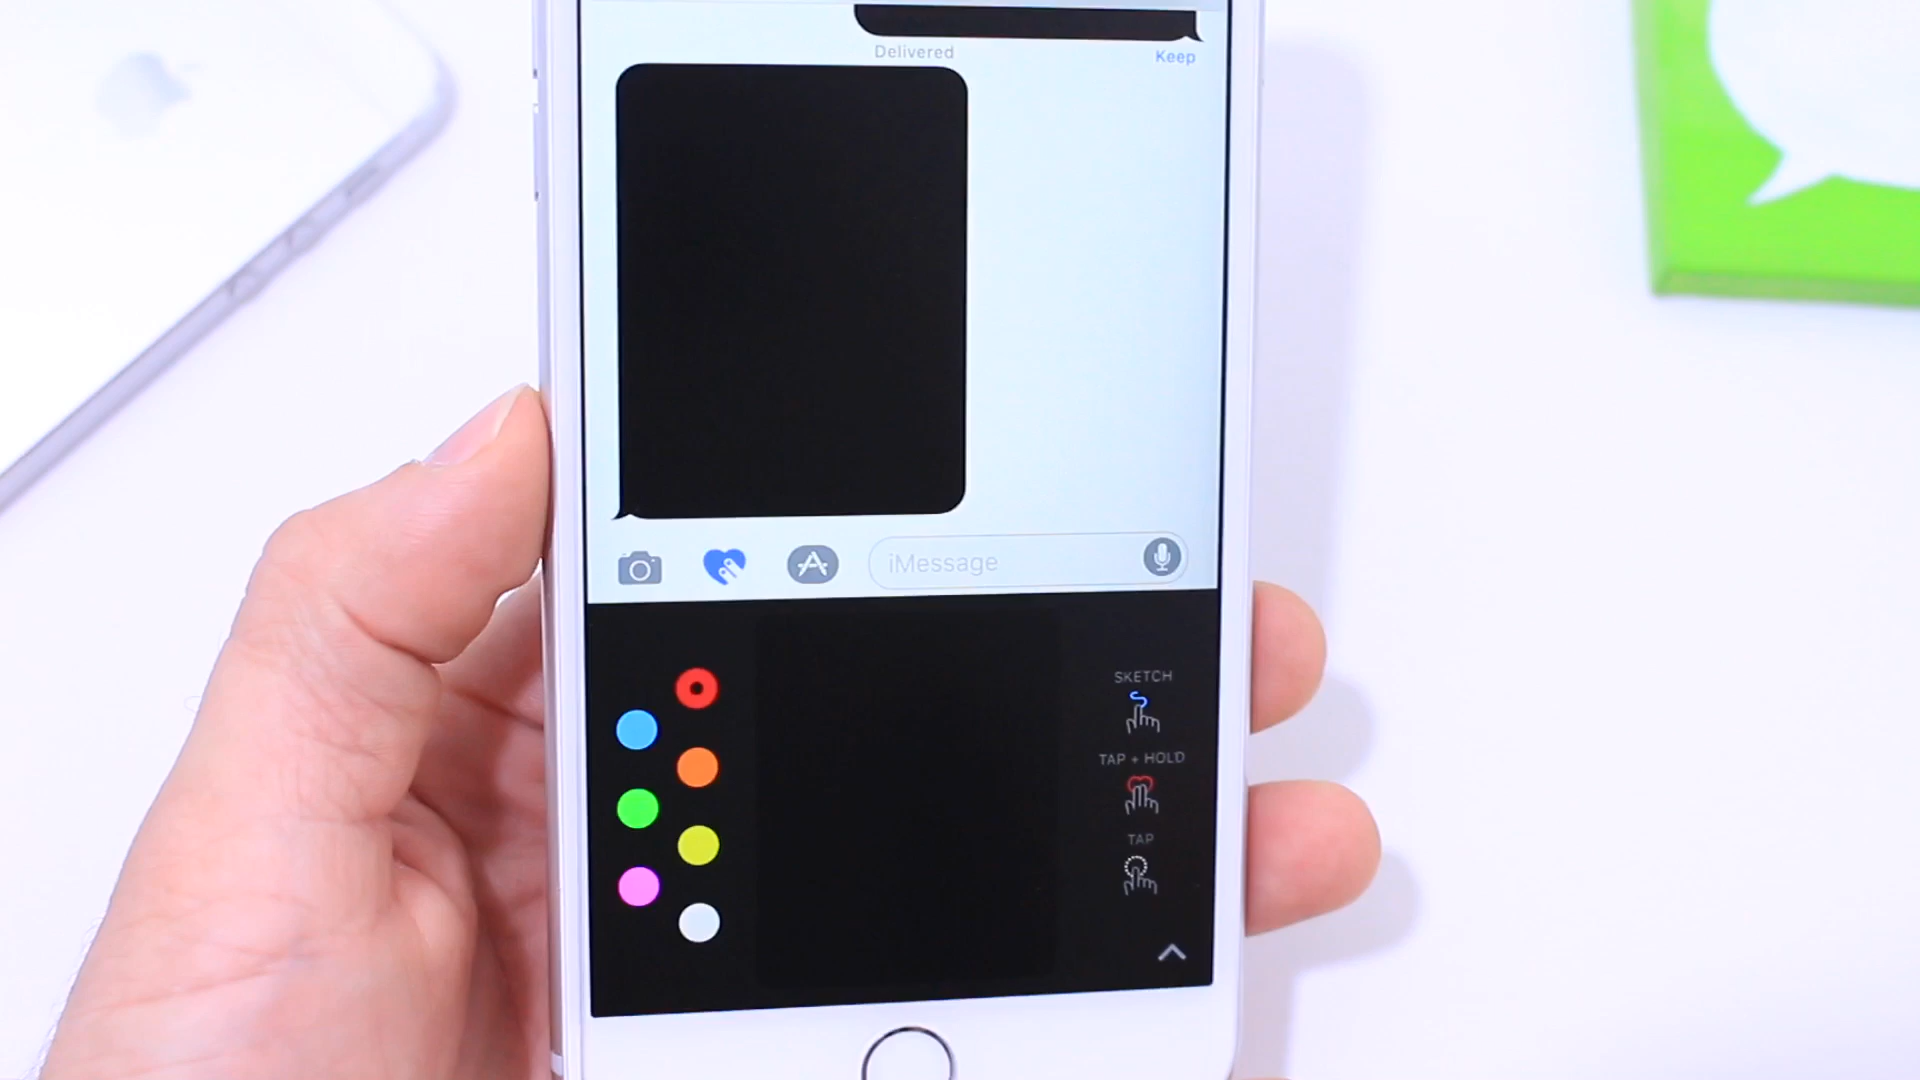 Delivered
Keep
iMessage
SKETCH
TAP + HOLD
TAP